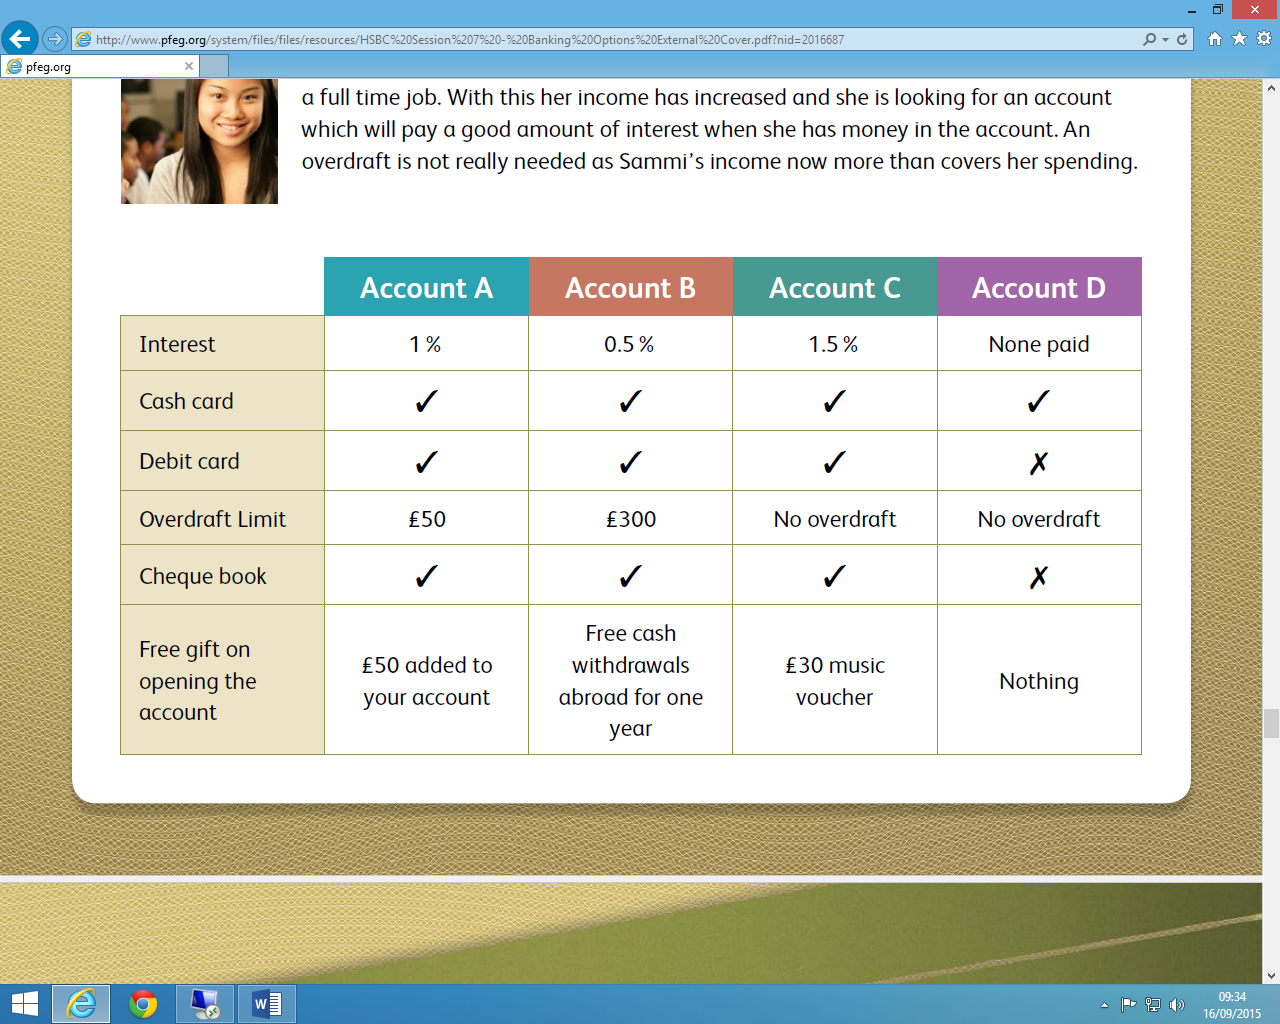 http://www.pfeg.org/system/files/files/resources/HSBC%20Session%207%20-%20Banking%20Options%20External%20Cover.pdf?nid=2016687
pfeg.org
a full time job. With this her income has increased and she is looking for an account
which will pay a good amount of interest when she has money in the account. An
overdraft is not really needed as Sammi's income now more than covers her spending.
Account A Account B Account C Account D
Interest 1 % 0.5 % 1.5 % None paid
Cash card ✓ ✓ ✓ ✓
Debit card ✓ ✓ ✓ ✗
Overdraft Limit £50 £300 No overdraft No overdraft
Cheque book ✓ ✓ ✓ ✗
Free gift on
opening the
account
£50 added to
your account
Free cash
withdrawals
abroad for one
year
£30 music
voucher
Nothing
09:34
16/09/2015